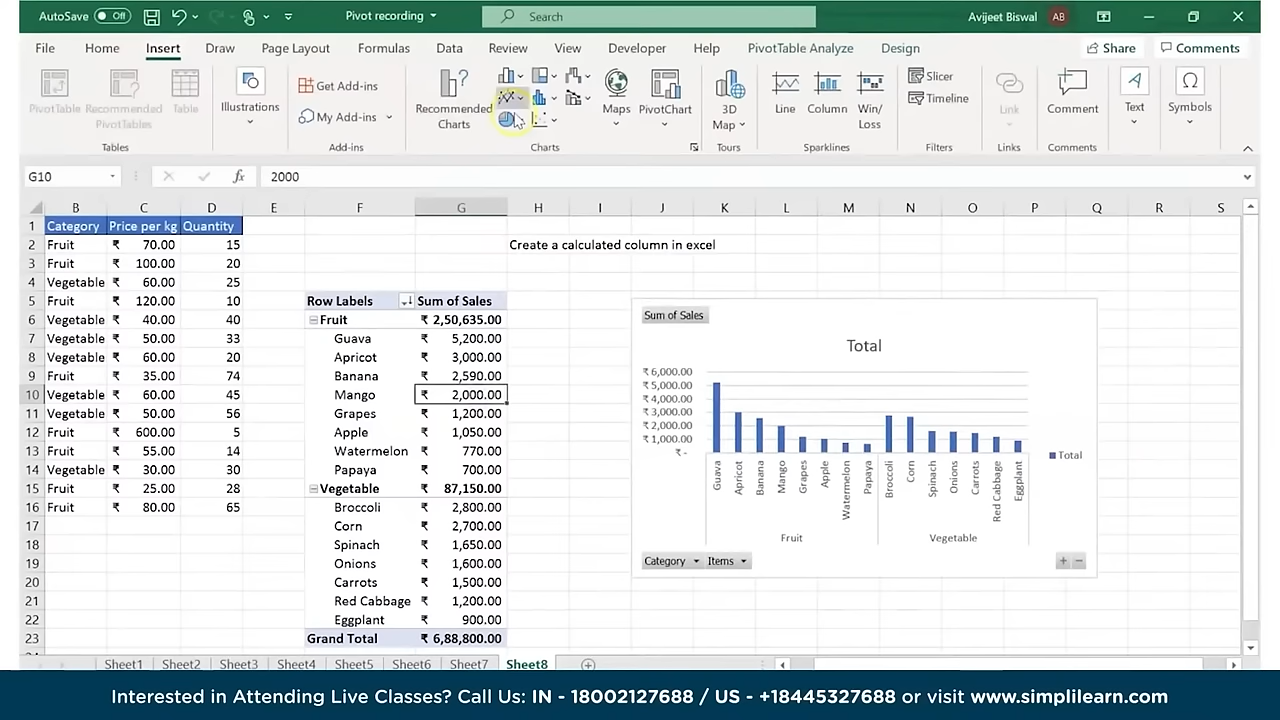 AutoSave Off Pivot recording Search Avijeet Biswal AB
File Home Insert Draw Page Layout Formulas Data Review View Developer Help PivotTable Analyze Design Share Comments
PivotTable Recommended PivotTables Table
Tables
Illustrations
Get Add-ins
My Add-ins
Add-ins
Recommended Charts
Maps PivotChart
Charts
3D Map
Tours
Line Column Win/Loss
Sparklines
Slicer
Timeline
Filters
Link
Links
Comment
Comments
Text
Symbols
G10 fx 2000
B C D E F G H I J K L M N O P Q R S
1 Category Price per kg Quantity
2 Fruit ₹ 70.00 15 Create a calculated column in excel
3 Fruit ₹ 100.00 20
4 Vegetable ₹ 60.00 25
5 Fruit ₹ 120.00 10 Row Labels Sum of Sales
6 Vegetable ₹ 40.00 40 Fruit ₹ 2,50,635.00
7 Vegetable ₹ 50.00 33 Guava ₹ 5,200.00
8 Vegetable ₹ 60.00 20 Apricot ₹ 3,000.00
9 Fruit ₹ 35.00 74 Banana ₹ 2,590.00
10 Vegetable ₹ 60.00 45 Mango ₹ 2,000.00
11 Vegetable ₹ 50.00 56 Grapes ₹ 1,200.00
12 Fruit ₹ 600.00 5 Apple ₹ 1,050.00
13 Fruit ₹ 55.00 14 Watermelon ₹ 770.00
14 Vegetable ₹ 30.00 30 Papaya ₹ 700.00
15 Fruit ₹ 25.00 28 Vegetable ₹ 87,150.00
16 Fruit ₹ 80.00 65 Broccoli ₹ 2,800.00
17 Corn ₹ 2,700.00
18 Spinach ₹ 1,650.00
19 Onions ₹ 1,600.00
20 Carrots ₹ 1,500.00
21 Red Cabbage ₹ 1,200.00
22 Eggplant ₹ 900.00
23 Grand Total ₹ 6,88,800.00
Sum of Sales
Total
₹ 6,000.00
₹ 5,000.00
₹ 4,000.00
₹ 3,000.00
₹ 2,000.00
₹ 1,000.00
₹ -
Guava Apricot Banana Mango Grapes Apple Watermelon Papaya Broccoli Corn Spinach Onions Carrots Red Cabbage Eggplant
Fruit Vegetable
Total
Category Items
Sheet1 Sheet2 Sheet3 Sheet4 Sheet5 Sheet6 Sheet7 Sheet8
Interested in Attending Live Classes? Call Us: IN - 18002127688 / US - +18445327688 or visit www.simplilearn.com